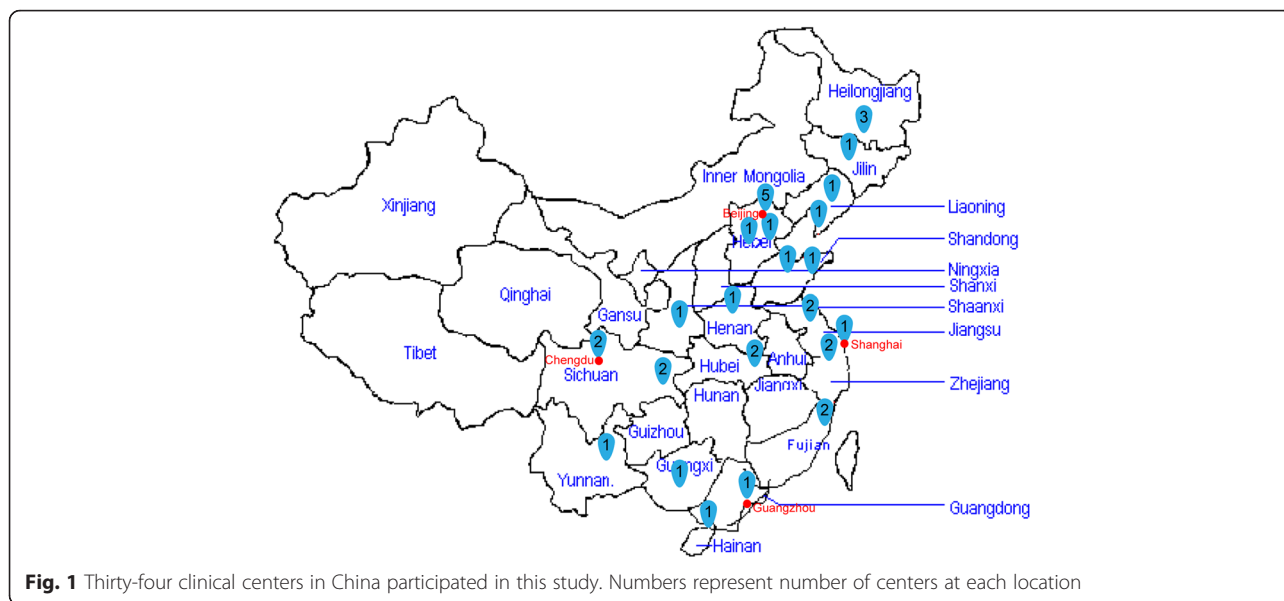 Heilongjiang
3
1
Jilin
Inner Mongolia
1
5
Xinjiang
Liaoning
Beijing
1
1
1
Hebei
Shandong
1
1
Ningxia
Qinghai
Shanxi
1
2
Shaanxi
Gansu
1
Henan
1
Jiangsu
2
2
Shanghai
Tibet
2
Anhui
Chengdu
Sichuan
2
Hubei
Jiangxi
Zhejiang
Hunan
2
Guizhou
Fujian
1
Guangxi
Yunnan.
1
1
Guangzhou
Guangdong
1
Hainan
Fig. 1 Thirty-four clinical centers in China participated in this study. Numbers represent number of centers at each location